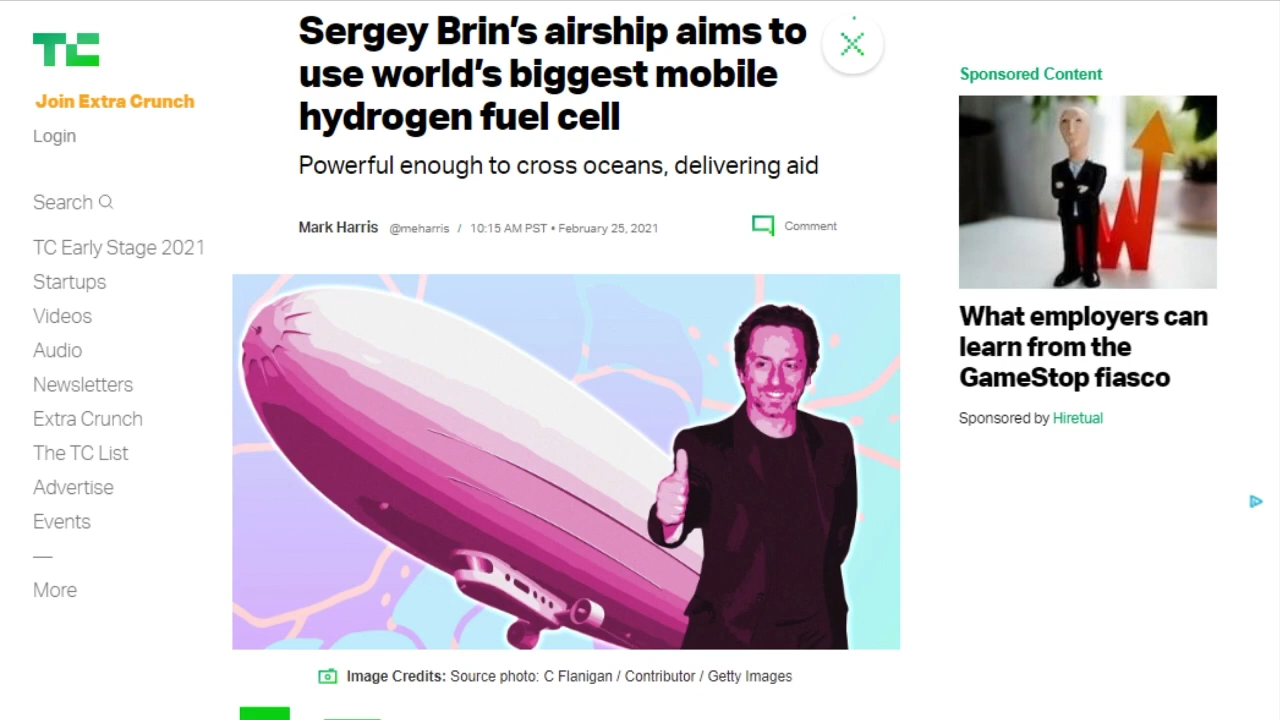 TC
Join Extra Crunch
Login
Search
TC Early Stage 2021
Startups
Videos
Audio
Newsletters
Extra Crunch
The TC List
Advertise
Events
—
More
Sergey Brin's airship aims to
use world's biggest mobile
hydrogen fuel cell
Powerful enough to cross oceans, delivering aid
Mark Harris @meharris / 10:15 AM PST • February 25, 2021
Comment
Image Credits: Source photo: C Flanigan / Contributor / Getty Images
Sponsored Content
What employers can
learn from the
GameStop fiasco
Sponsored by Hiretual